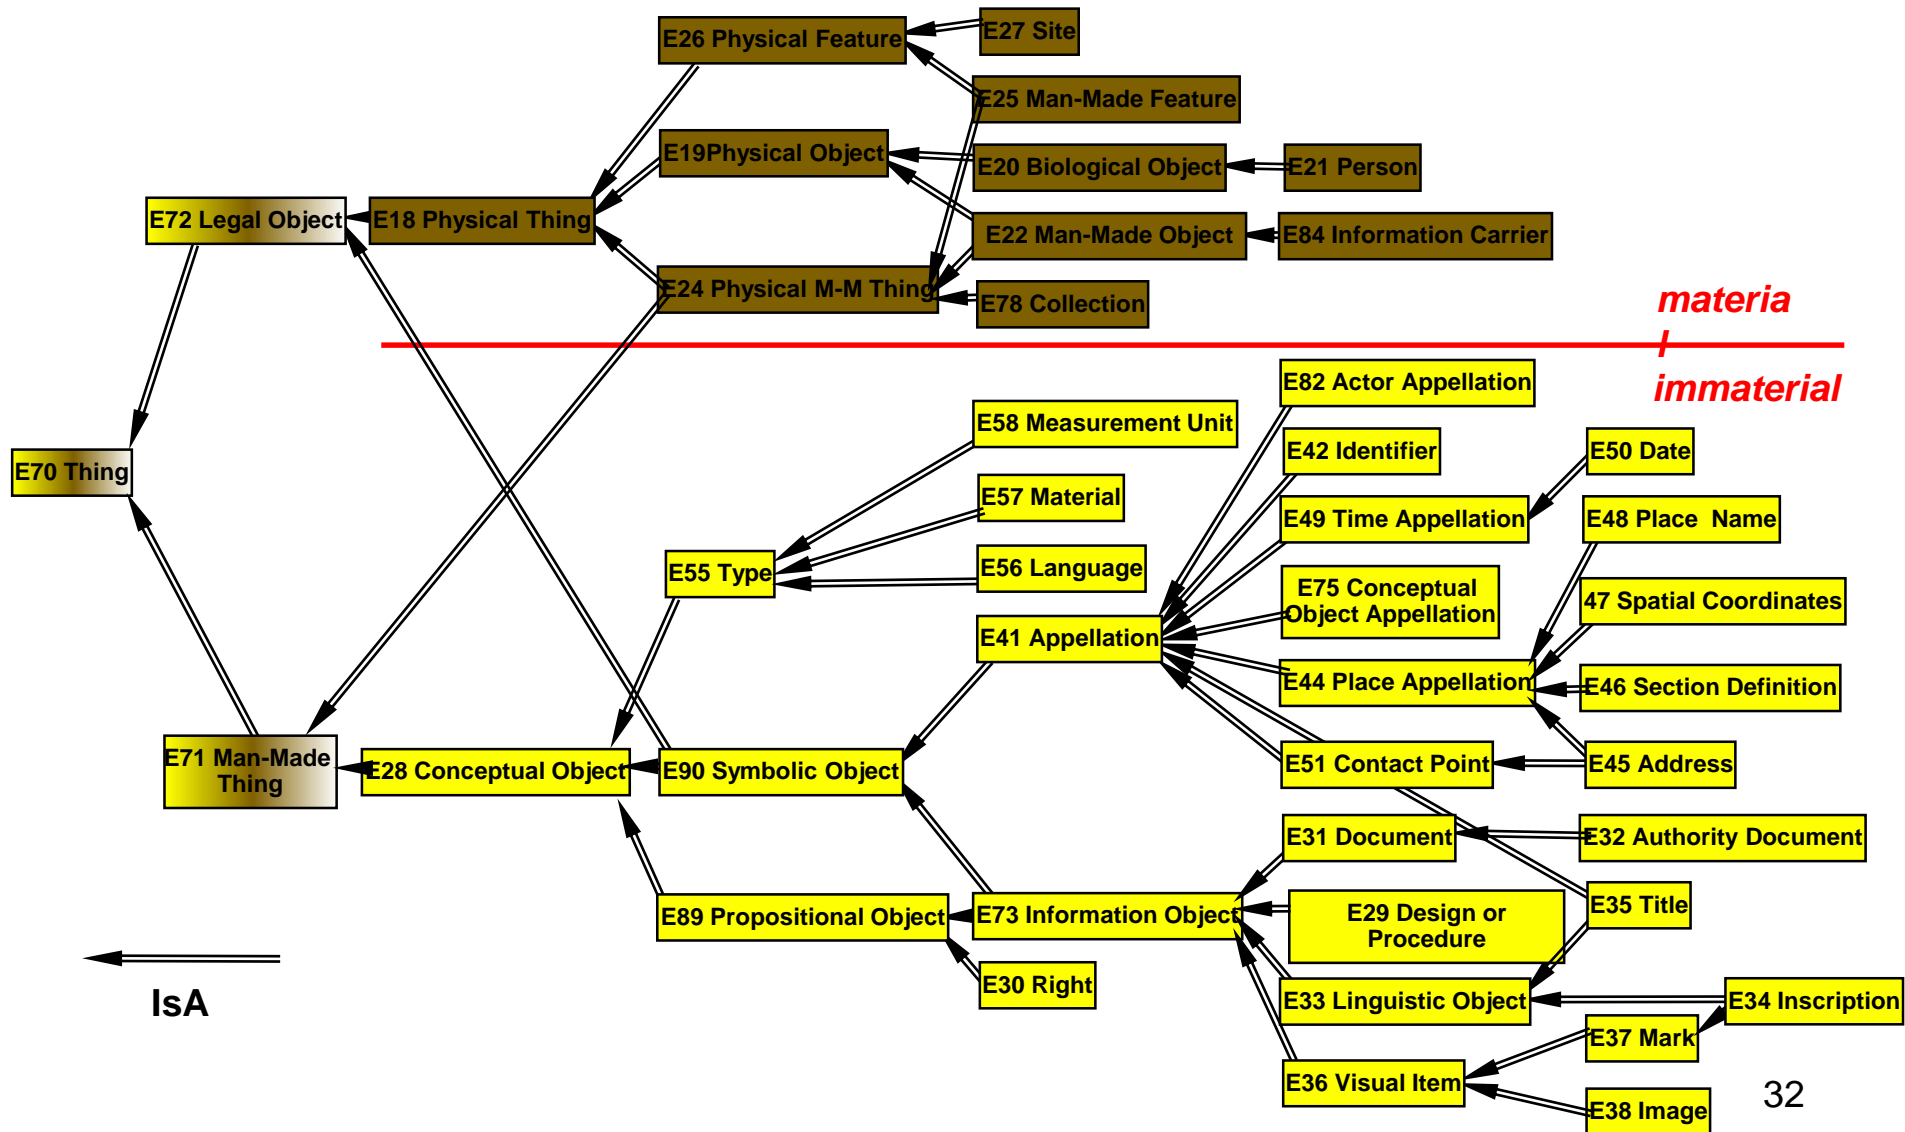 E26 Physical Feature
E27 Site
E25 Man-Made Feature
E19Physical Object
E20 Biological Object
E21 Person
E72 Legal Object
E18 Physical Thing
E22 Man-Made Object
E84 Information Carrier
E24 Physical M-M Thing
E78 Collection
materia
l
immaterial
E82 Actor Appellation
E58 Measurement Unit
E42 Identifier
E50 Date
E70 Thing
E57 Material
E49 Time Appellation
E48 Place  Name
E55 Type
E56 Language
E75 Conceptual
Object Appellation
47 Spatial Coordinates
E41 Appellation
E44 Place Appellation
E46 Section Definition
E71 Man-Made
Thing
E28 Conceptual Object
E90 Symbolic Object
E51 Contact Point
E45 Address
E31 Document
E32 Authority Document
E89 Propositional Object
E73 Information Object
E29 Design or
Procedure
E35 Title
E30 Right
E33 Linguistic Object
E34 Inscription
IsA
E37 Mark
E36 Visual Item
E38 Image
32